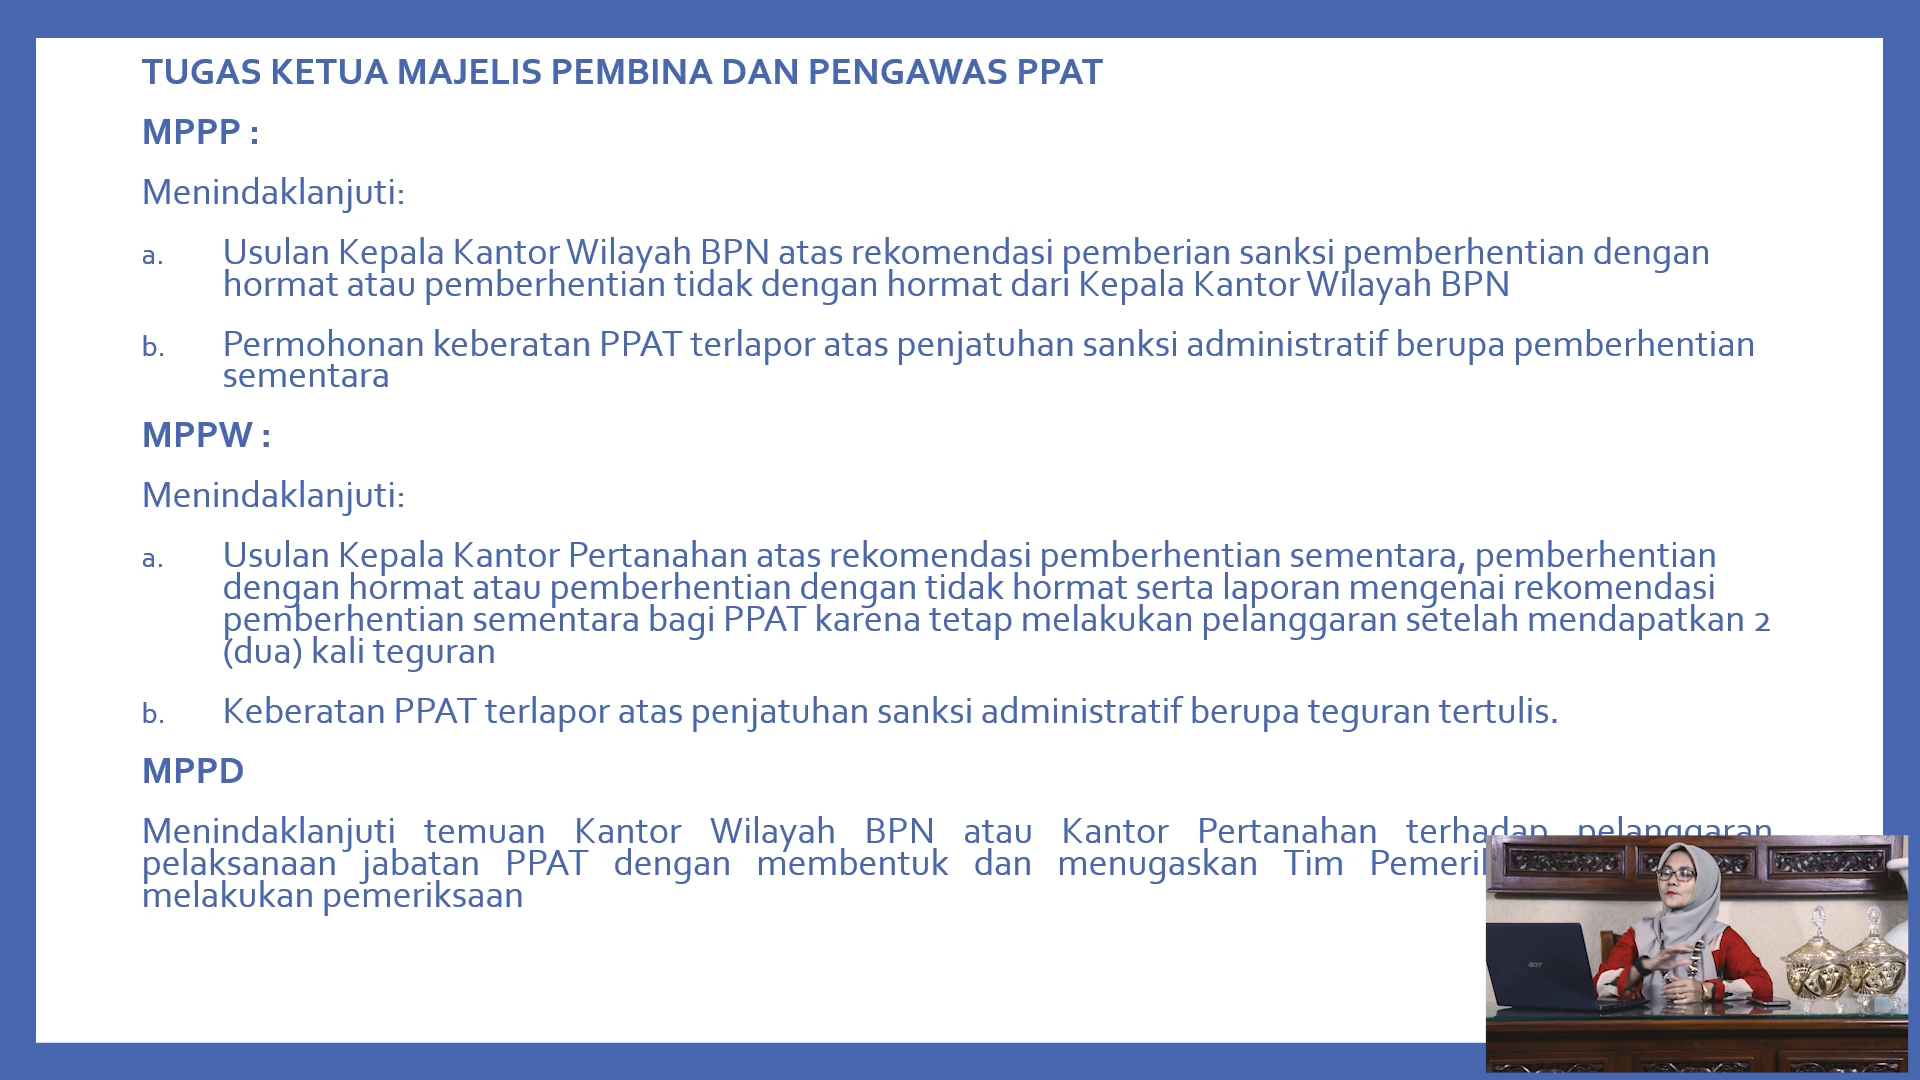 TUGAS KETUA MAJELIS PEMBINA DAN PENGAWAS PPAT
MPPP :
Menindaklanjuti:
a. Usulan Kepala Kantor Wilayah BPN atas rekomendasi pemberian sanksi pemberhentian dengan
hormat atau pemberhentian tidak dengan hormat dari Kepala Kantor Wilayah BPN
b. Permohonan keberatan PPAT terlapor atas penjatuhan sanksi administratif berupa pemberhentian
sementara
MPPW :
Menindaklanjuti:
a. Usulan Kepala Kantor Pertanahan atas rekomendasi pemberhentian sementara, pemberhentian
dengan hormat atau pemberhentian dengan tidak hormat serta laporan mengenai rekomendasi
pemberhentian sementara bagi PPAT karena tetap melakukan pelanggaran setelah mendapatkan 2
(dua) kali teguran
b. Keberatan PPAT terlapor atas penjatuhan sanksi administratif berupa teguran tertulis.
MPPD
Menindaklanjuti temuan Kantor Wilayah BPN atau Kantor Pertanahan terhadap pelanggaran
pelaksanaan jabatan PPAT dengan membentuk dan menugaskan Tim
melakukan pemeriksaan
acer